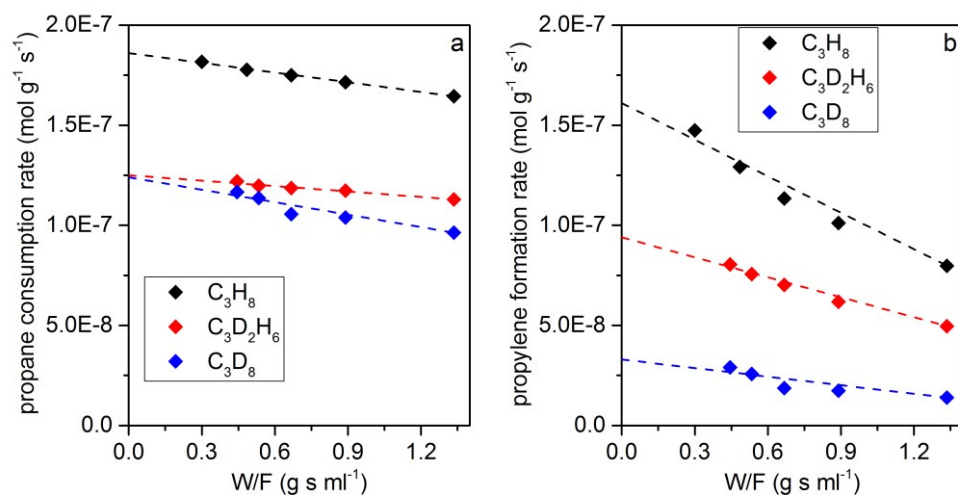 a
2.0E-7
1.5E-7
1.0E-7
5.0E-8
0.0
propane consumption rate (mol g⁻¹ s⁻¹)
C₃H₈
C₃D₂H₆
C₃D₈
0.0 0.3 0.6 0.9 1.2
W/F (g s ml⁻¹)
b
2.0E-7
1.5E-7
1.0E-7
5.0E-8
0.0
propylene formation rate (mol g⁻¹ s⁻¹)
C₃H₈
C₃D₂H₆
C₃D₈
0.0 0.3 0.6 0.9 1.2
W/F (g s ml⁻¹)